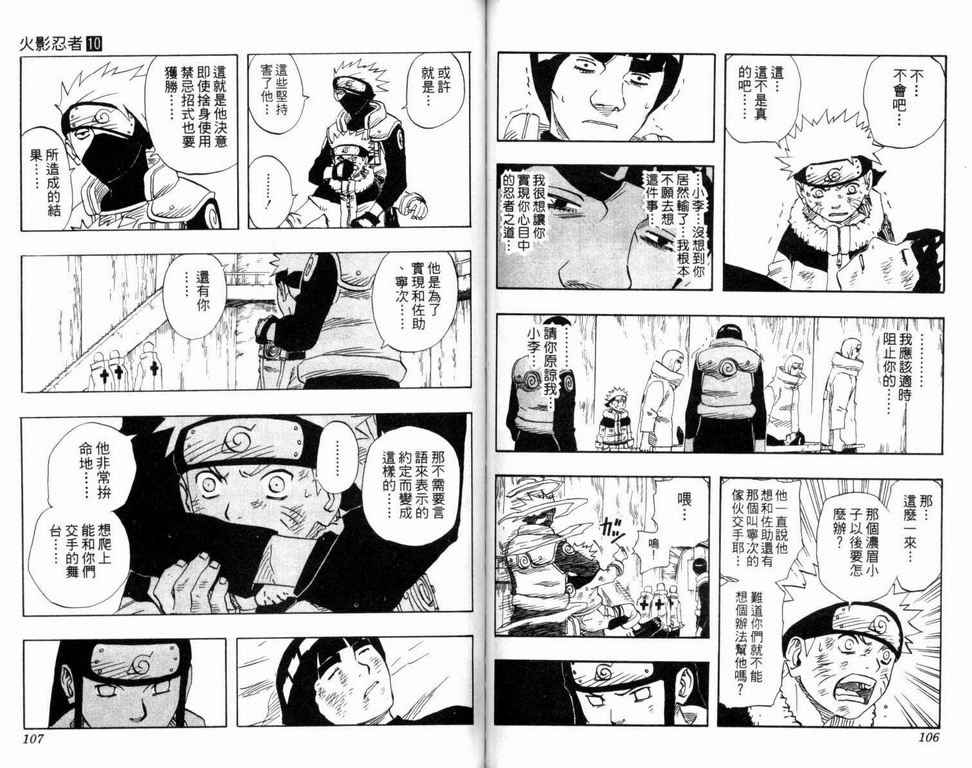 火影忍者10
不…
不會吧…
這…
這不是真
的吧…
…小李…沒想到你
居然輸了…我根本
不願去想
這件事…
我很想讓你
實現你心目中
的忍者之道…
我應該適時
阻止你的……
請你原諒我…
小李……
那…
這麼一來…
那個濃眉小
子以後要怎
麼辦？
他一直說他
想和佐助還有
那個叫寧次的
傢伙交手耶…
難道你們就不能
想個辦法幫他嗎？
喂…
ガ"
嗚！
106
或許
就是…
這些堅持
害了他…
…
這就是他決意
即使捨身使用
禁忌招式也要
獲勝……
所造成的結
果……
他是為了
實現和佐助
、寧次……
還有你
……
那不需要言
語來表示的
約定而變成
這樣的……
……
他非常拚
命地……
想爬上
能和你們
交手的舞
台……
107